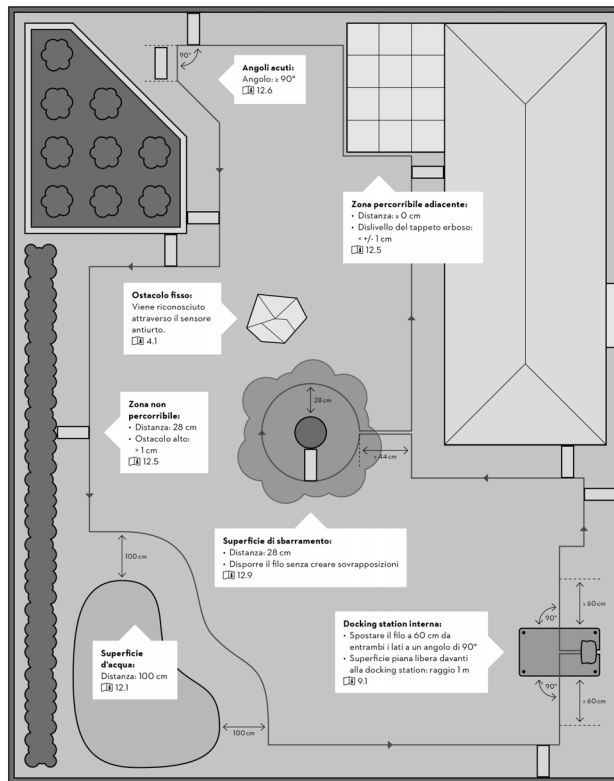 90°
Angoli acuti:
Angolo: ≥ 90°
12.6
Zona percorribile adiacente:
• Distanza: ≥ 0 cm
• Dislivello del tappeto erboso:
< +/- 1 cm
12.5
Ostacolo fisso:
Viene riconosciuto
attraverso il sensore
antiurto.
4.1
Zona non
percorribile:
• Distanza: 28 cm
• Ostacolo alto:
> 1 cm
12.5
28 cm
≥ 44 cm
Superficie di sbarramento:
• Distanza: 28 cm
• Disporre il filo senza creare sovrapposizioni
12.9
100 cm
Superficie
d'acqua:
Distanza: 100 cm
12.1
100 cm
Docking station interna:
• Spostare il filo a 60 cm da
entrambi i lati a un angolo di 90°
• Superficie piana libera davanti
alla docking station: raggio 1 m
9.1
90°
≥ 60 cm
90°
≥ 60 cm